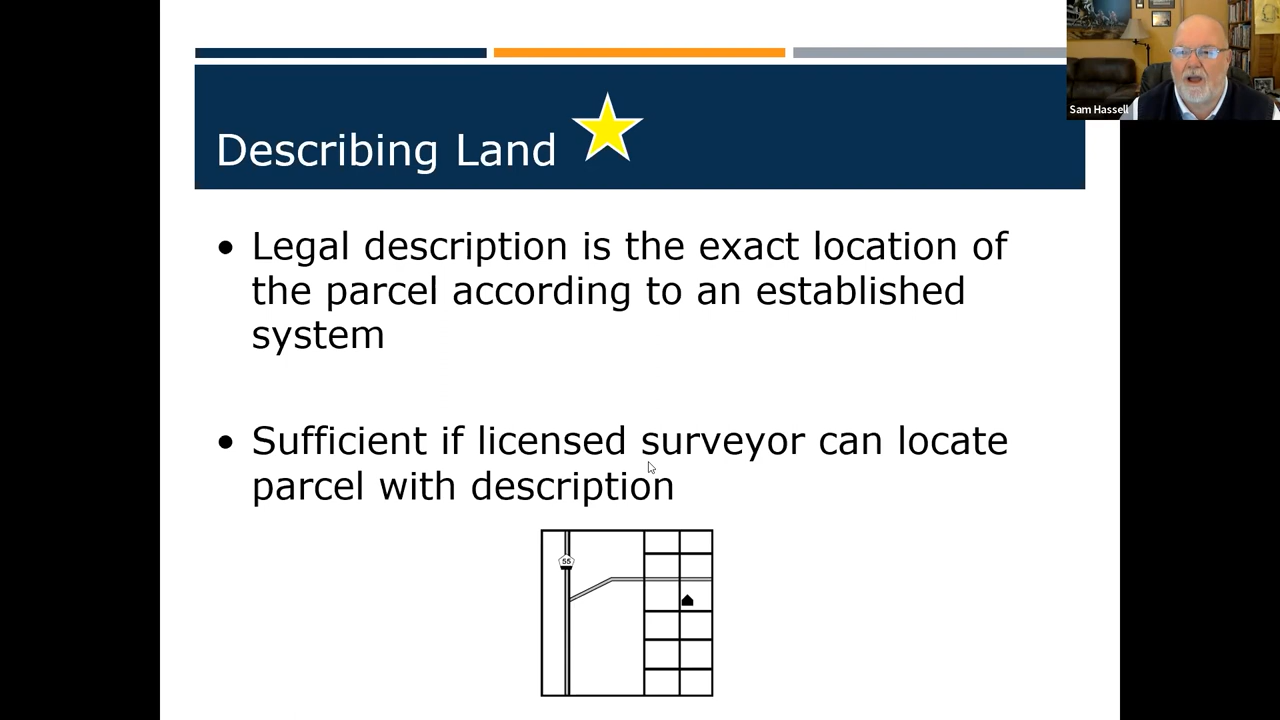 Sam Hassell
Describing Land
• Legal description is the exact location of
the parcel according to an established
system
• Sufficient if licensed surveyor can locate
parcel with description
55